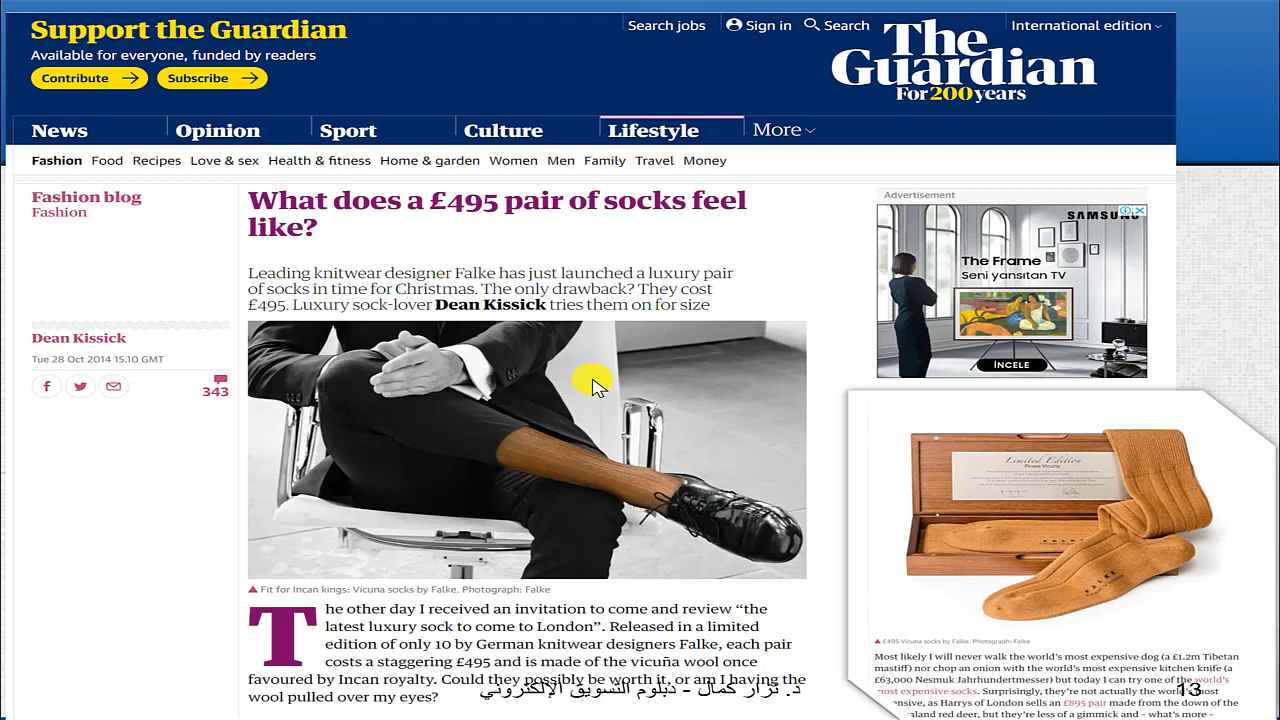 Support the Guardian
Available for everyone, funded by readers
Contribute
Subscribe
Search jobs
Sign in
Search
International edition
The Guardian
For 200 years
News
Opinion
Sport
Culture
Lifestyle
More
Fashion Food Recipes Love & sex Health & fitness Home & garden Women Men Family Travel Money
Fashion blog
Fashion
What does a £495 pair of socks feel
like?
Leading knitwear designer Falke has just launched a luxury pair
of socks in time for Christmas. The only drawback? They cost
£495. Luxury sock-lover Dean Kissick tries them on for size
Dean Kissick
Tue 28 Oct 2014 15.10 GMT
343
Fit for Incan kings: Vicuna socks by Falke. Photograph: Falke
The other day I received an invitation to come and review “the
latest luxury sock to come to London”. Released in a limited
edition of only 10 by German knitwear designers Falke, each pair
costs a staggering £495 and is made of the vicuña wool once
favoured by Incan royalty. Could they possibly be worth it, or am I having the
wool pulled over my eyes?
Advertisement
SAMSUNG
The Frame
Seni yansıtan TV
İNCELE
Limited Edition
FALKE
FALKE
£495 Vicuna socks by Falke. Photograph: Falke
Most likely I will never walk the world's most expensive dog (a £1.2m Tibetan
mastiff) nor chop an onion with the world's most expensive kitchen knife (a
£63,000 Nesmuk Jahrhundertmesser) but today I can try one of the world's
most expensive socks. Surprisingly, they're not actually the world's most
as Harrys of London sells an £895 pair made from the down of the
red deer, but they're less of a gimmick and – what's more –
د. نزار كمال - دبلوم التسويق الإلكتروني
13